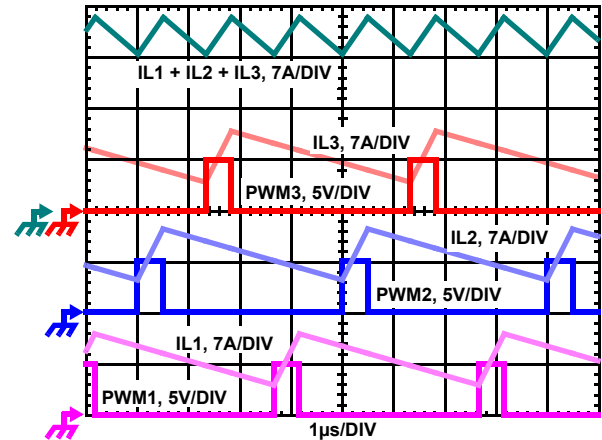 IL1 + IL2 + IL3, 7A/DIV
IL3, 7A/DIV
PWM3, 5V/DIV
IL2, 7A/DIV
PWM2, 5V/DIV
IL1, 7A/DIV
PWM1, 5V/DIV
1µs/DIV